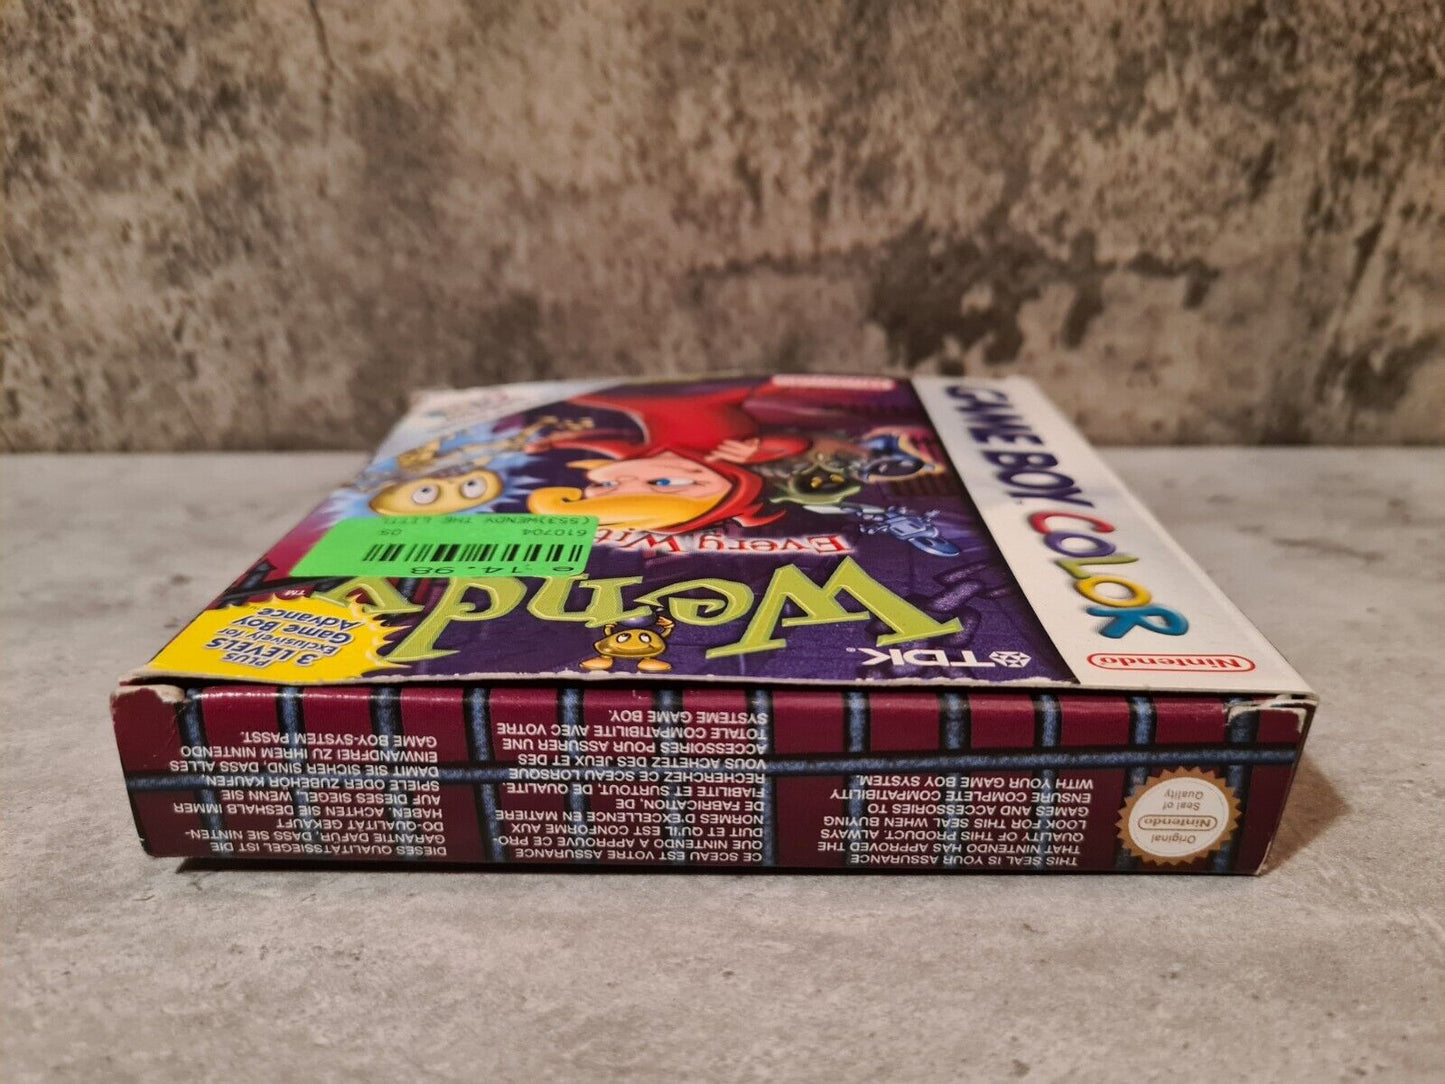 GAME BOY COLOR
Nintendo
TDK
Wendy™
Every Wit
PLUS
3 LEVELS
Exclusively for
Game Boy
Advance
e 14.98
610704 05
(SS3)WENDY THE LITTL
Original
Nintendo
Seal of
Quality
THIS SEAL IS YOUR ASSURANCE
THAT NINTENDO HAS APPROVED THE
QUALITY OF THIS PRODUCT. ALWAYS
LOOK FOR THIS SEAL WHEN BUYING
GAMES AND ACCESSORIES TO
ENSURE COMPLETE COMPATIBILITY
WITH YOUR GAME BOY SYSTEM.
CE SCEAU EST VOTRE ASSURANCE
QUE NINTENDO A APPROUVE CE PRO-
DUIT ET QU'IL EST CONFORME AUX
NORMES D'EXCELLENCE EN MATIERE
DE FABRICATION, DE
FIABILITE ET SURTOUT, DE QUALITE.
RECHERCHEZ CE SCEAU LORSQUE
VOUS ACHETEZ DES JEUX ET DES
ACCESSOIRES POUR ASSURER UNE
TOTALE COMPATIBILITE AVEC VOTRE
SYSTEME GAME BOY.
DIESES QUALITÄTSSIEGEL IST DIE
GARANTIE DAFÜR, DASS SIE NINTEN-
DO-QUALITÄT GEKAUFT
HABEN. ACHTEN SIE DESHALB IMMER
AUF DIESES SIEGEL, WENN SIE
SPIELE ODER ZUBEHÖR KAUFEN,
DAMIT SIE SICHER SIND, DASS ALLES
EINWANDFREI ZU IHREM NINTENDO
GAME BOY-SYSTEM PASST.